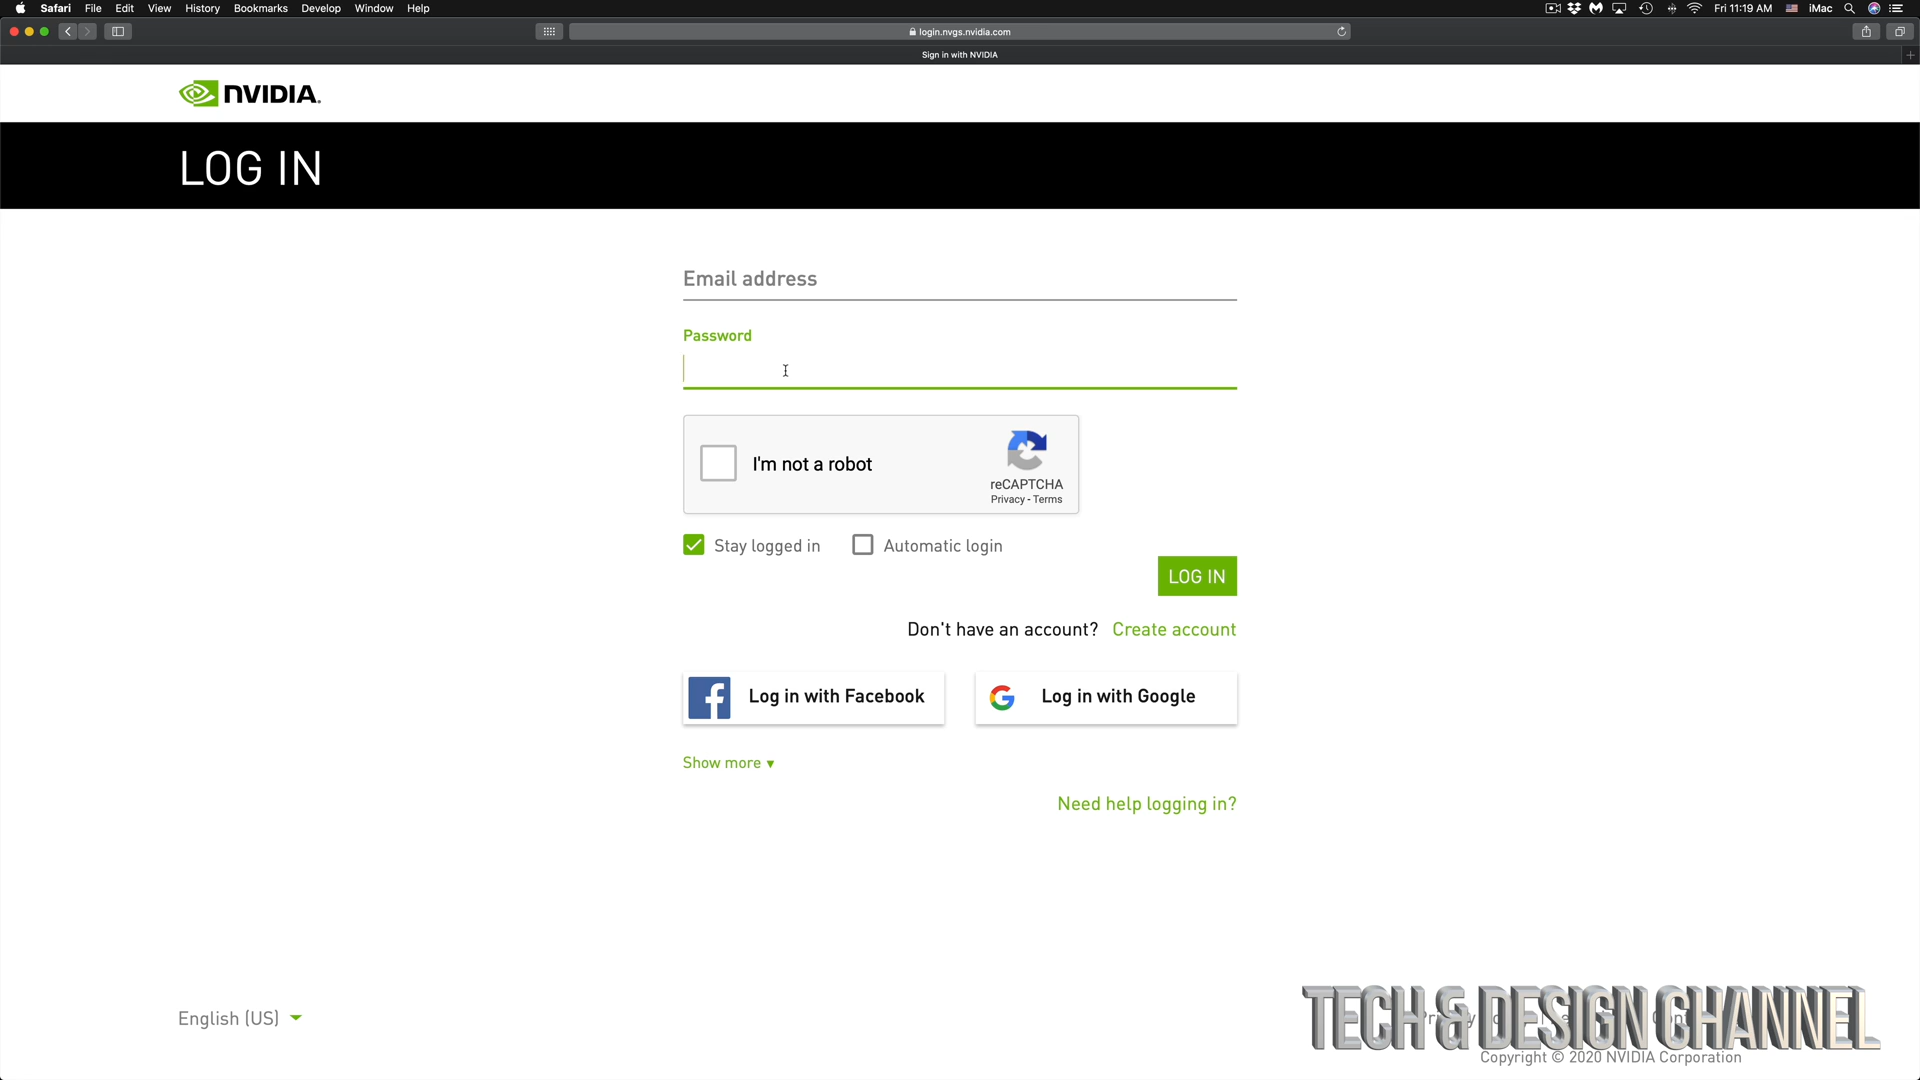 Safari File Edit View History Bookmarks Develop Window Help Fri 11:19 AM iMac
login.nvgs.nvidia.com
Sign in with NVIDIA
NVIDIA.
LOG IN
Email address
Password
I'm not a robot
reCAPTCHA
Privacy - Terms
Stay logged in Automatic login
LOG IN
Don't have an account? Create account
Log in with Facebook Log in with Google
Show more ▾
Need help logging in?
English (US)
TECH & DESIGN CHANNEL
Copyright © 2020 NVIDIA Corporation